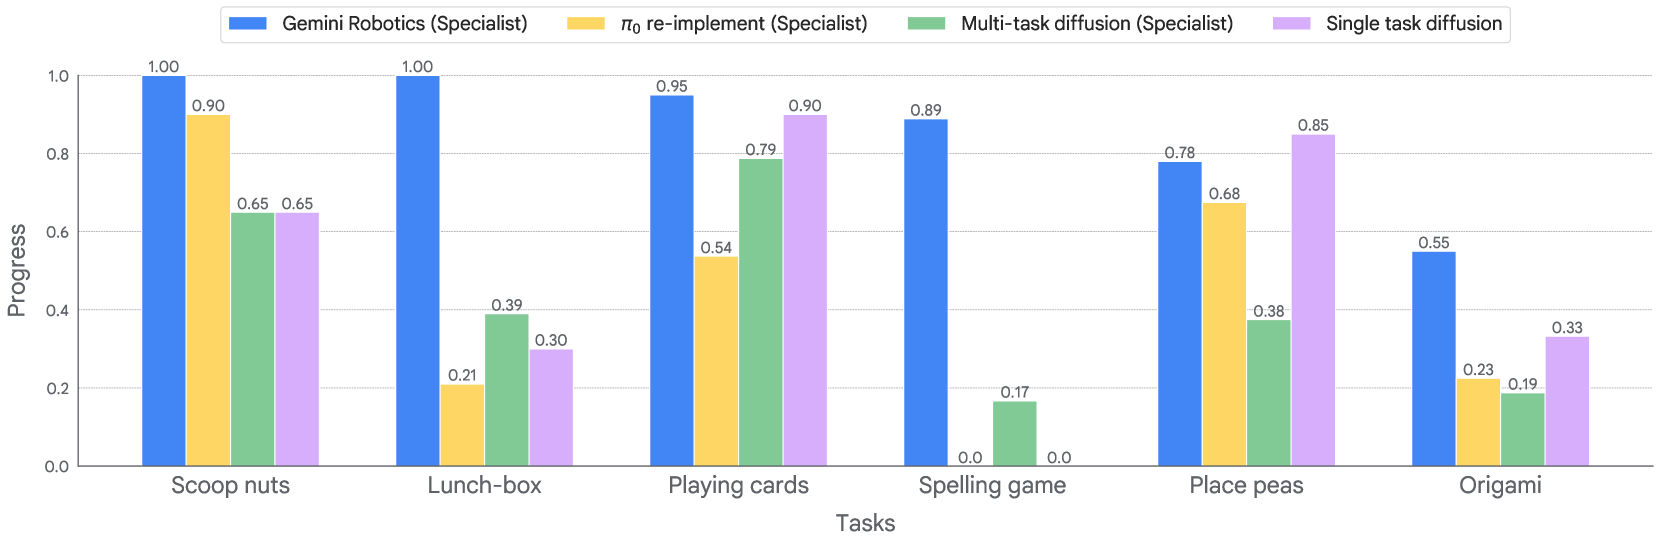 Gemini Robotics (Specialist) π₀ re-implement (Specialist) Multi-task diffusion (Specialist) Single task diffusion
Progress
1.0
0.8
0.6
0.4
0.2
0.0
1.00 0.90 0.65 0.65
1.00 0.21 0.39 0.30
0.95 0.54 0.79 0.90
0.89 0.0 0.17 0.0
0.78 0.68 0.38 0.85
0.55 0.23 0.19 0.33
Scoop nuts Lunch-box Playing cards Spelling game Place peas Origami
Tasks